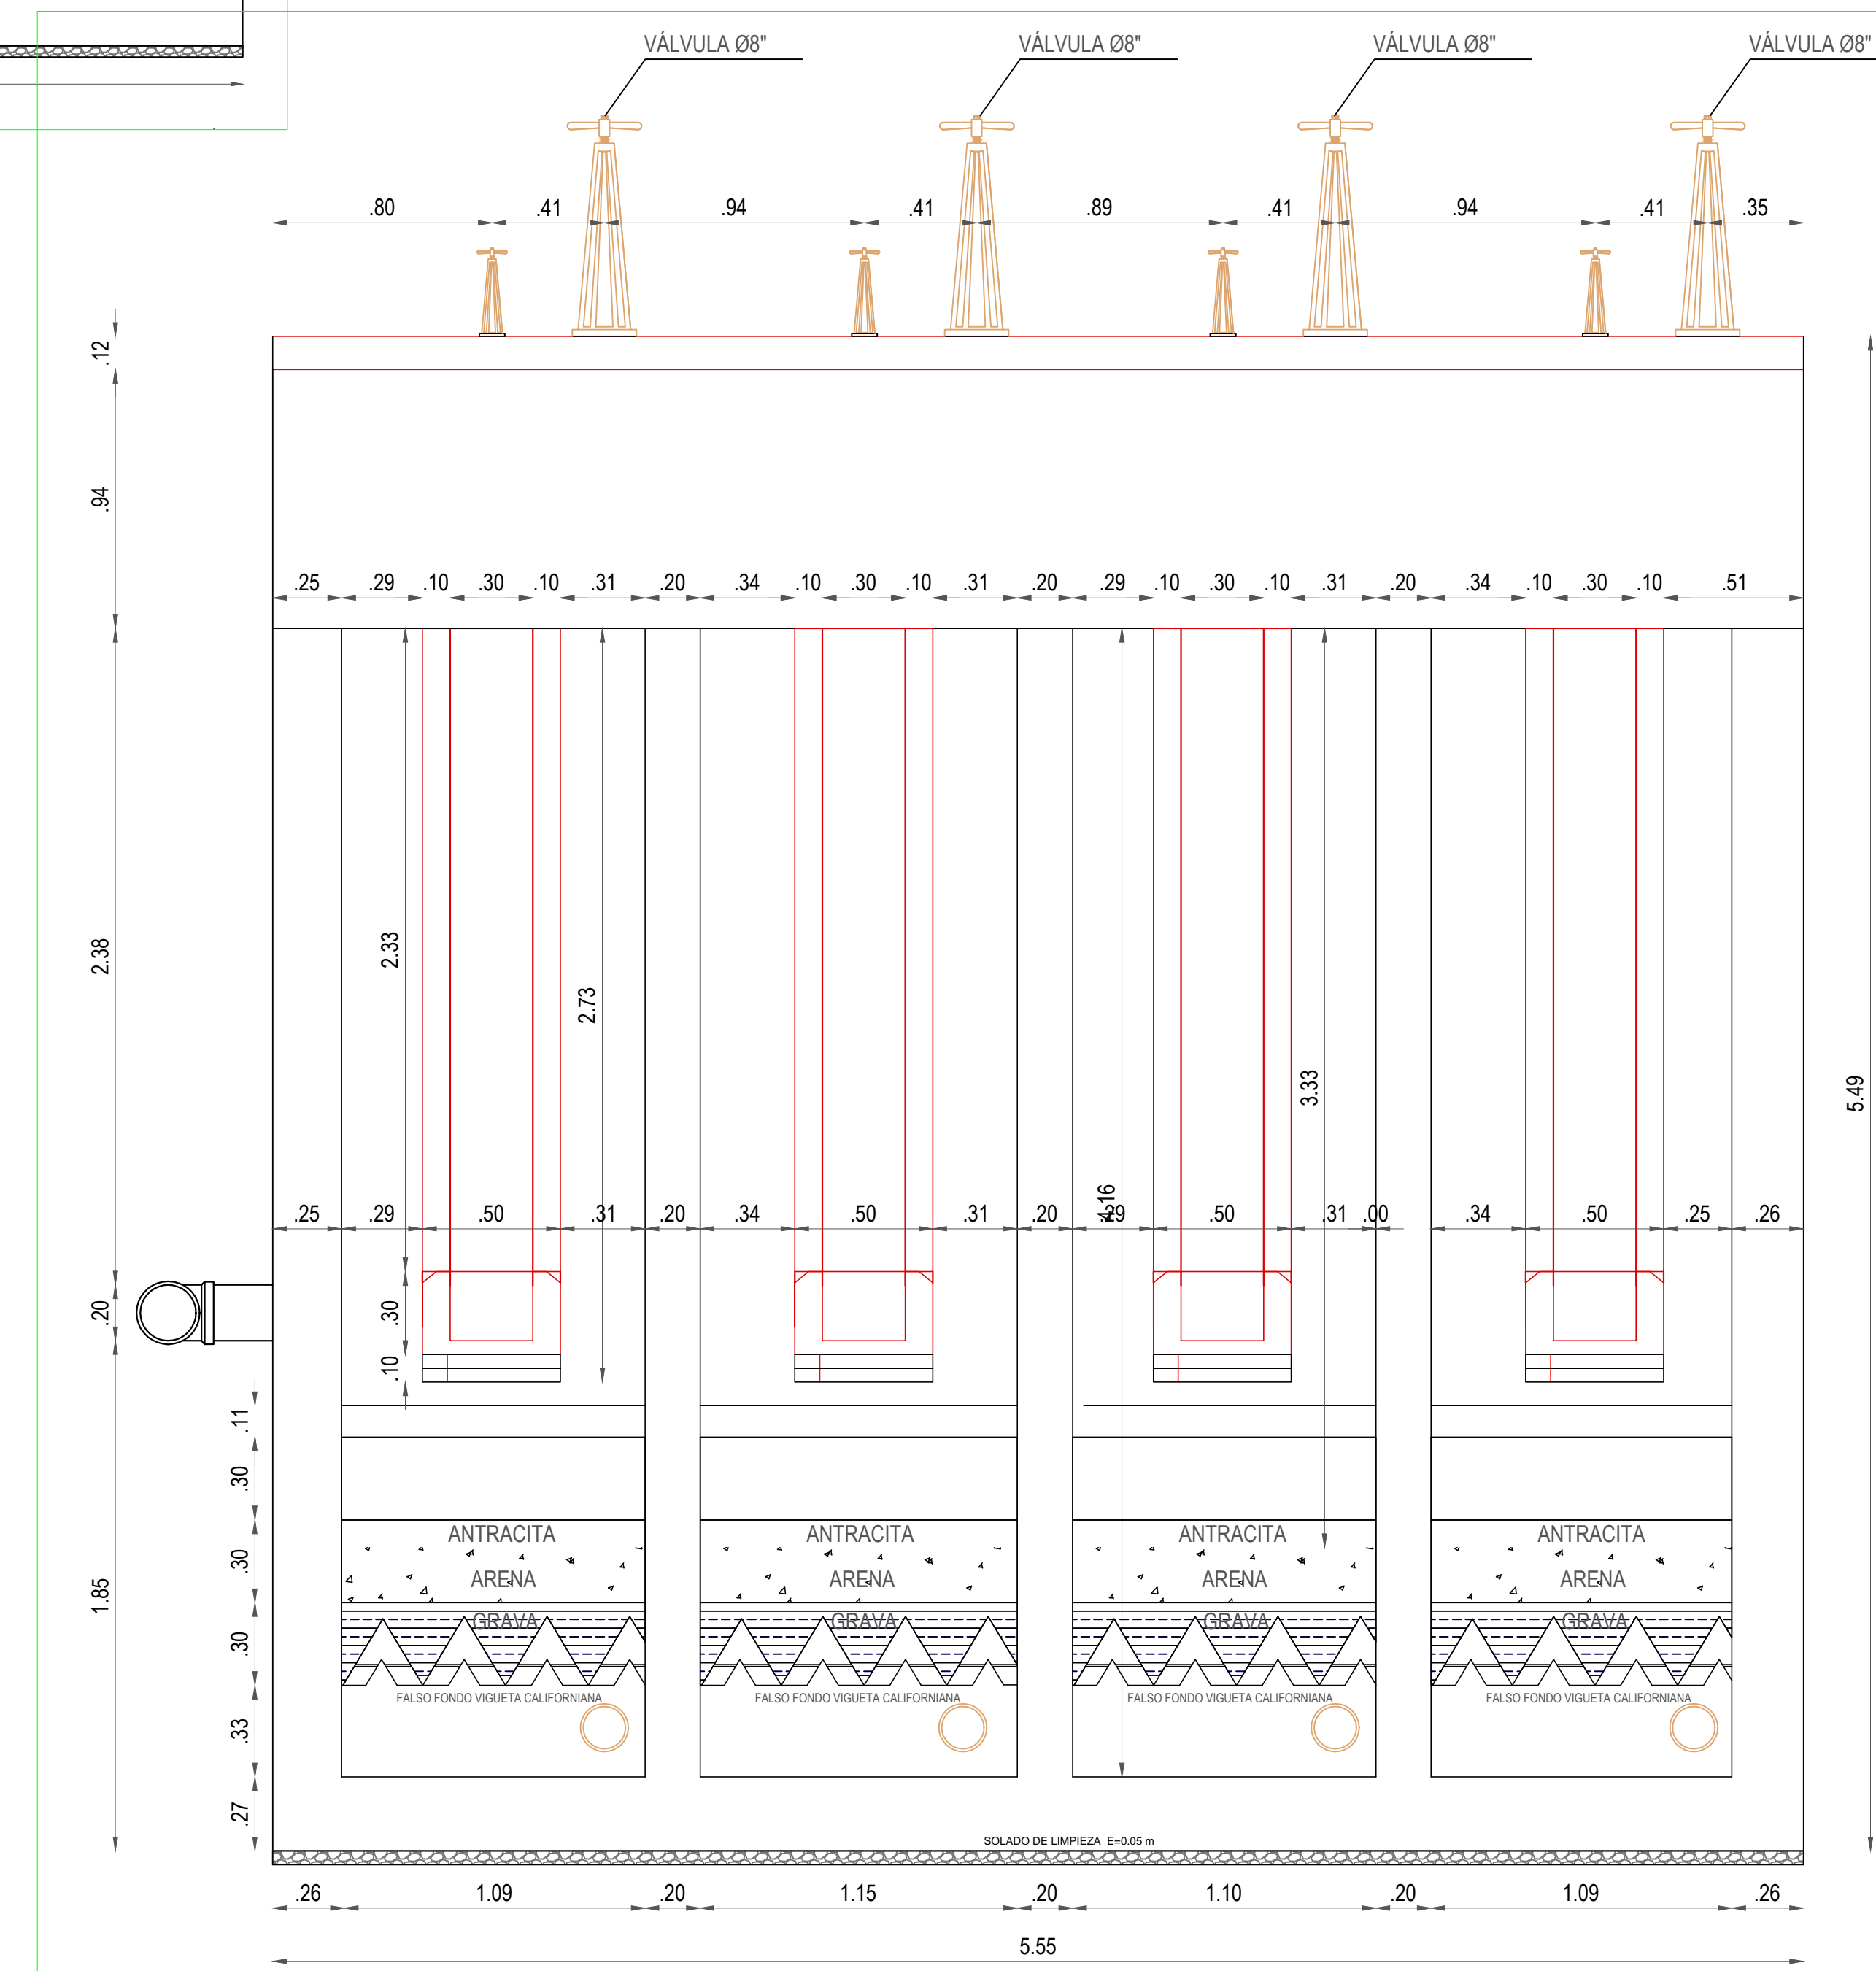 VÁLVULA Ø8" VÁLVULA Ø8" VÁLVULA Ø8" VÁLVULA Ø8"
.80 .41 .94 .41 .89 .41 .94 .41 .35
.12
.94
.25 .29 .10 .30 .10 .31 .20 .34 .10 .30 .10 .31 .20 .29 .10 .30 .10 .31 .20 .34 .10 .30 .10 .51
2.38
2.33
2.73
3.33
5.49
4.16
.25 .29 .50 .31 .20 .34 .50 .31 .20 .29 .50 .31 .00 .34 .50 .25 .26
.20
.30
.10
.11
.30
1.85
.30
ANTRACITA ANTRACITA ANTRACITA ANTRACITA
ARENA ARENA ARENA ARENA
GRAVA GRAVA GRAVA GRAVA
.30
FALSO FONDO VIGUETA CALIFORNIANA FALSO FONDO VIGUETA CALIFORNIANA FALSO FONDO VIGUETA CALIFORNIANA FALSO FONDO VIGUETA CALIFORNIANA
.33
.27
SOLADO DE LIMPIEZA E=0.05 m
.26 1.09 .20 1.15 .20 1.10 .20 1.09 .26
5.55